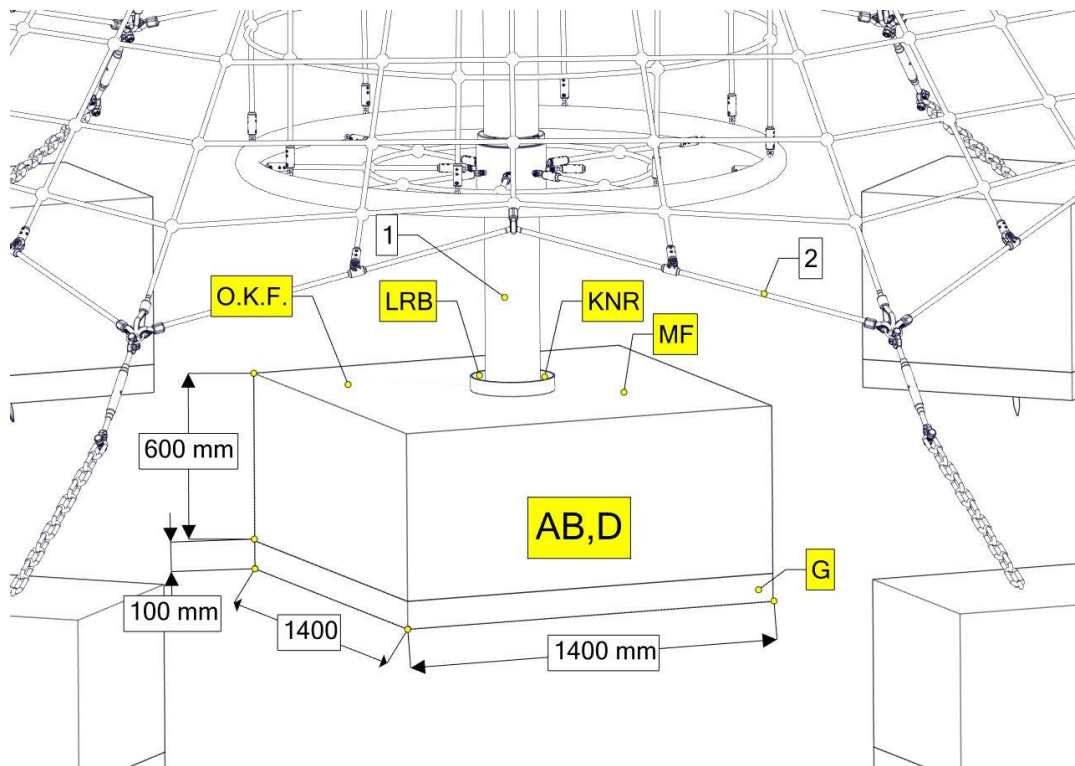 1
2
O.K.F.
LRB
KNR
MF
600 mm
AB,D
G
100 mm
1400
1400 mm